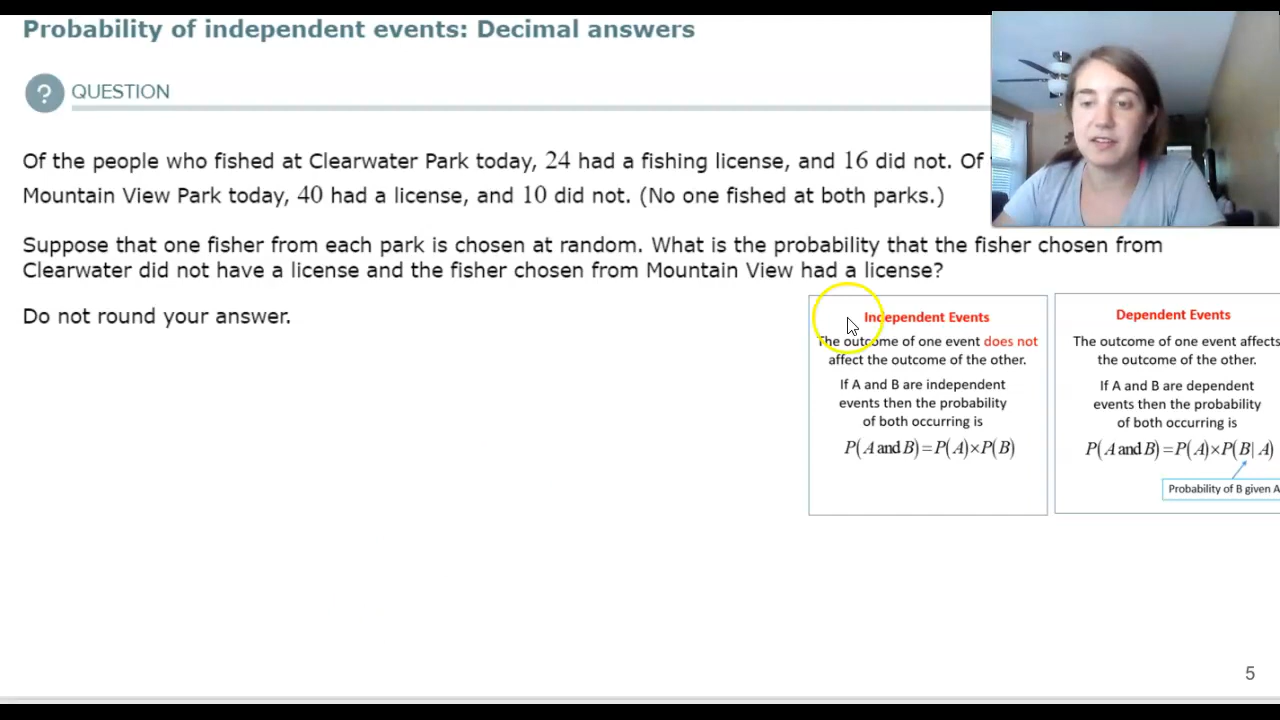 Probability of independent events: Decimal answers
? QUESTION
Of the people who fished at Clearwater Park today, 24 had a fishing license, and 16 did not. Of
Mountain View Park today, 40 had a license, and 10 did not. (No one fished at both parks.)
Suppose that one fisher from each park is chosen at random. What is the probability that the fisher chosen from
Clearwater did not have a license and the fisher chosen from Mountain View had a license?
Do not round your answer.
Independent Events
The outcome of one event does not
affect the outcome of the other.
If A and B are independent
events then the probability
of both occurring is
P(A and B)=P(A)×P(B)
Dependent Events
The outcome of one event affects
the outcome of the other.
If A and B are dependent
events then the probability
of both occurring is
P(A and B)=P(A)×P(B|A)
Probability of B given A
5